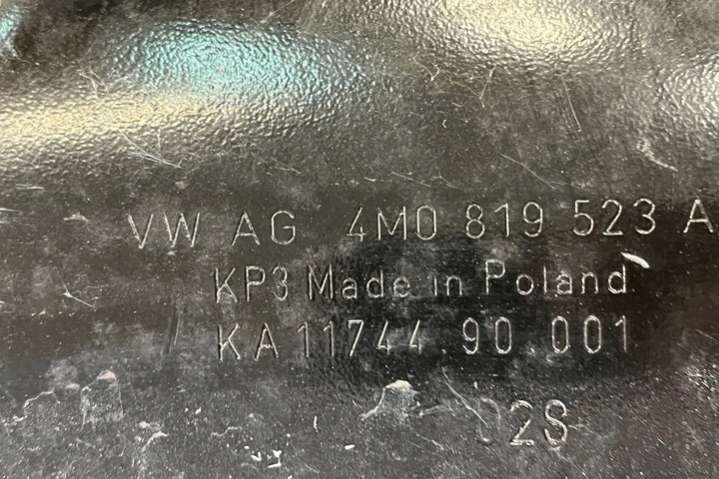 VW AG 4M0 819 523 A
KP3 Made in Poland
KA 11744 90 001
02S